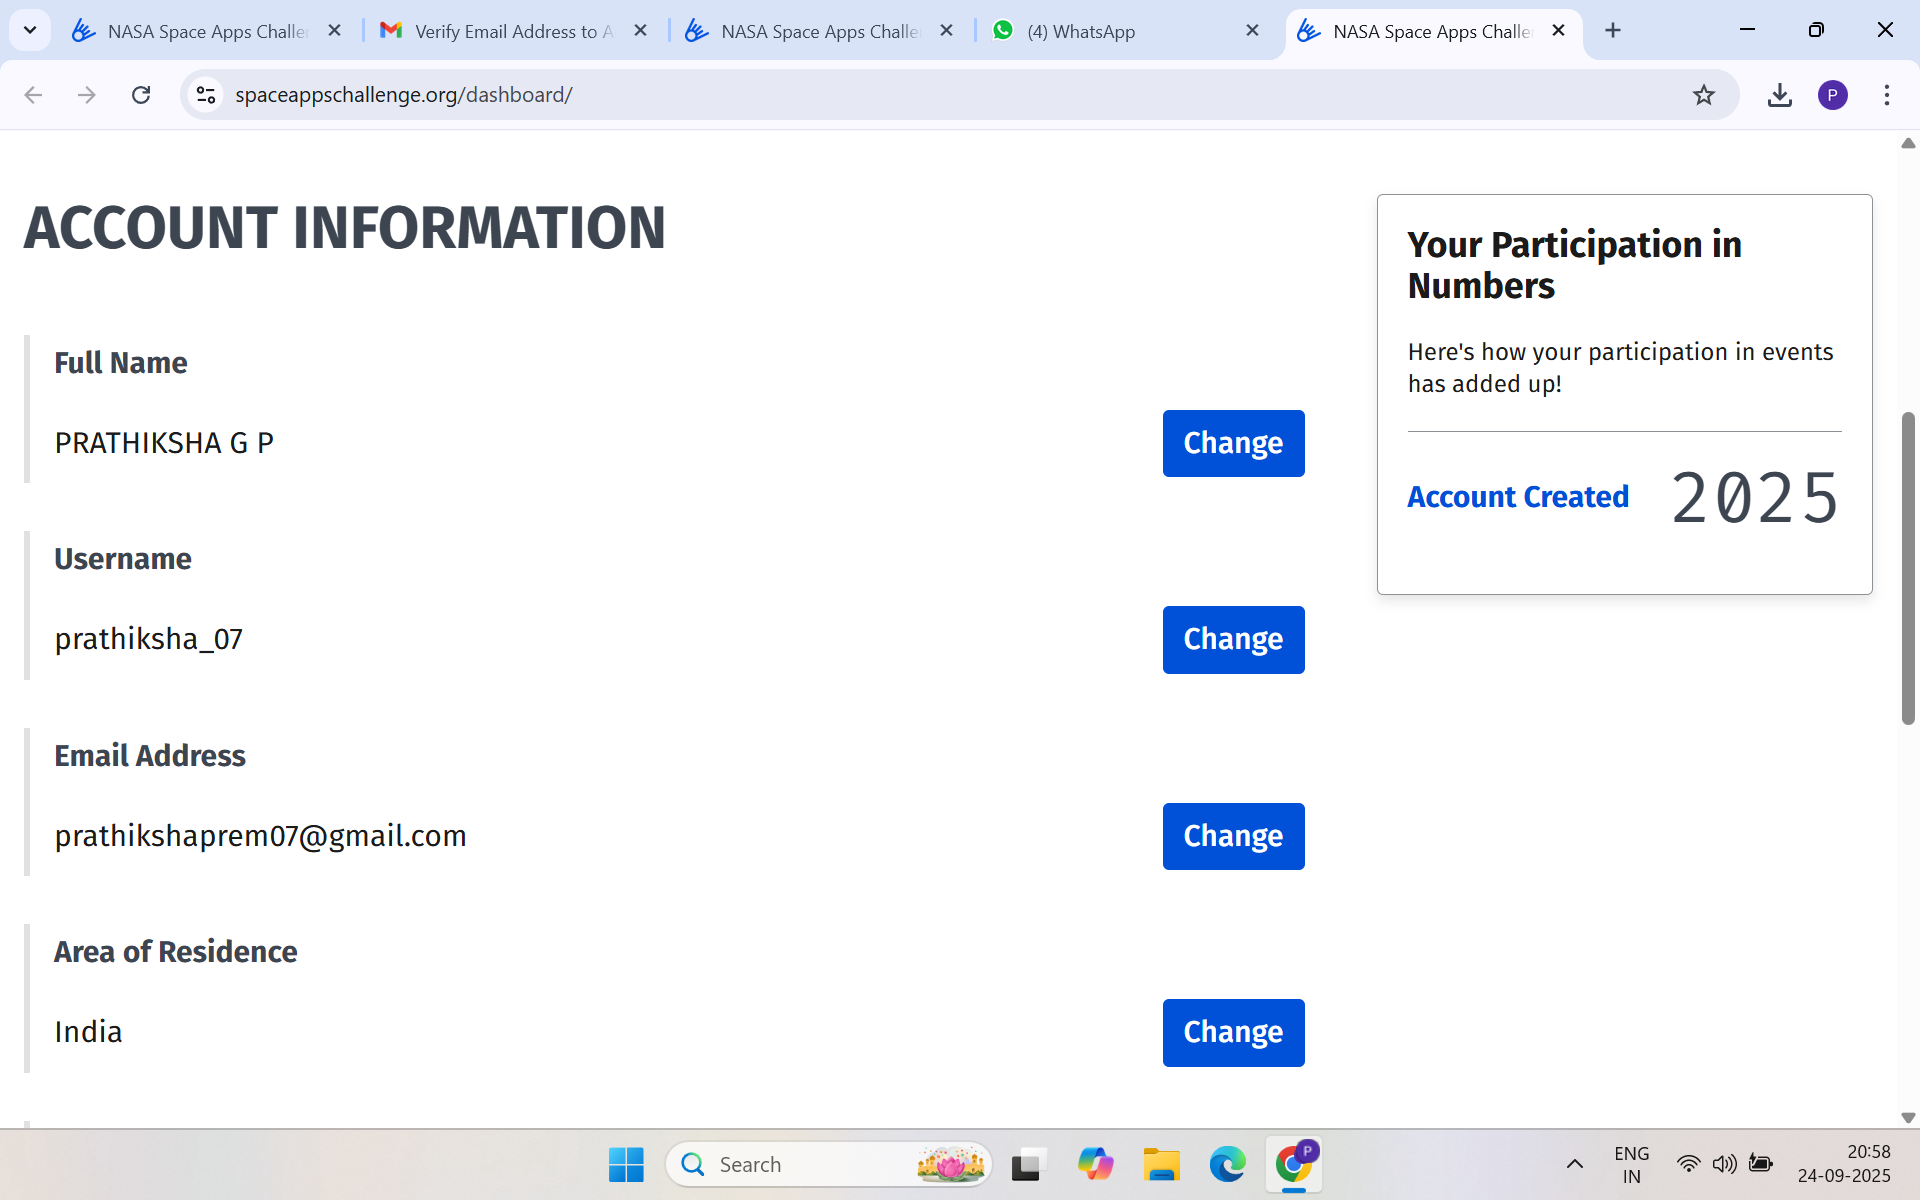 NASA Space Apps Challe
Verify Email Address to A
NASA Space Apps Challe
(4) WhatsApp
NASA Space Apps Challe
spaceappschallenge.org/dashboard/
P
ACCOUNT INFORMATION
Full Name
PRATHIKSHA G P
Change
Username
prathiksha_07
Change
Email Address
prathikshaprem07@gmail.com
Change
Area of Residence
India
Change
Your Participation in
Numbers
Here's how your participation in events
has added up!
Account Created 2025
Search
P
ENG
IN
20:58
24-09-2025